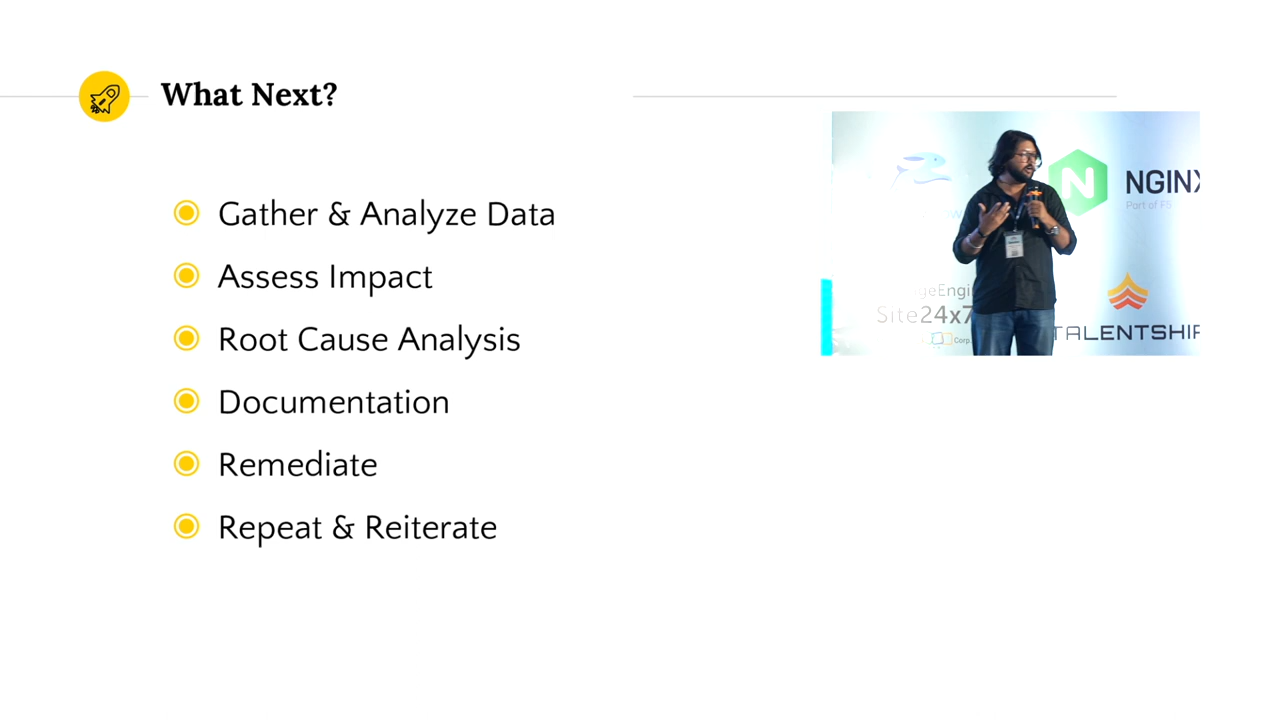 What Next?
Gather & Analyze Data
Assess Impact
Root Cause Analysis
Documentation
Remediate
Repeat & Reiterate
NGINX
Part of F5
Site24x7
TALENTSHIP
Corp.